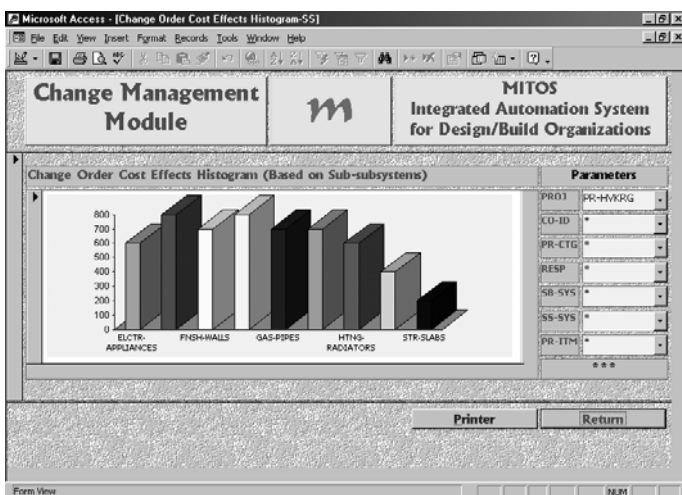 Microsoft Access - [Change Order Cost Effects Histogram-SS]
File Edit View Insert Format Records Tools Window Help
Change Management
Module
m
MITOS
Integrated Automation System
for Design/Build Organizations
Change Order Cost Effects Histogram (Based on Sub-subsystems)
800
700
600
500
400
300
200
100
0
ELCTR-
APPLIANCES
FNSH-WALLS
GAS-PIPES
HTNG-
RADIATORS
STR-SLABS
Parameters
PROJ PR-HVKRG
CO-ID *
PR-CTG *
RESP *
SB-SYS *
SS-SYS *
PR-ITM *
***
Printer
Return
Form View
NUM